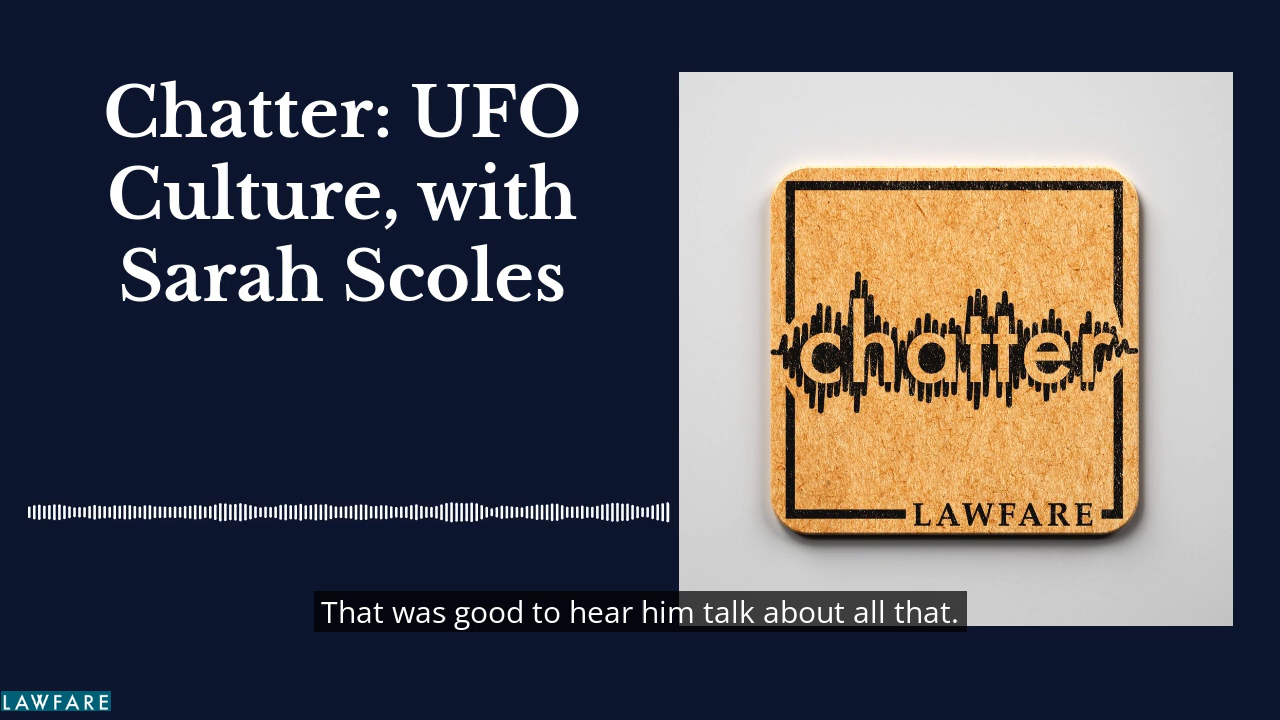 Chatter: UFO
Culture, with
Sarah Scoles
chatter
LAWFARE
That was good to hear him talk about all that.
LAWFARE